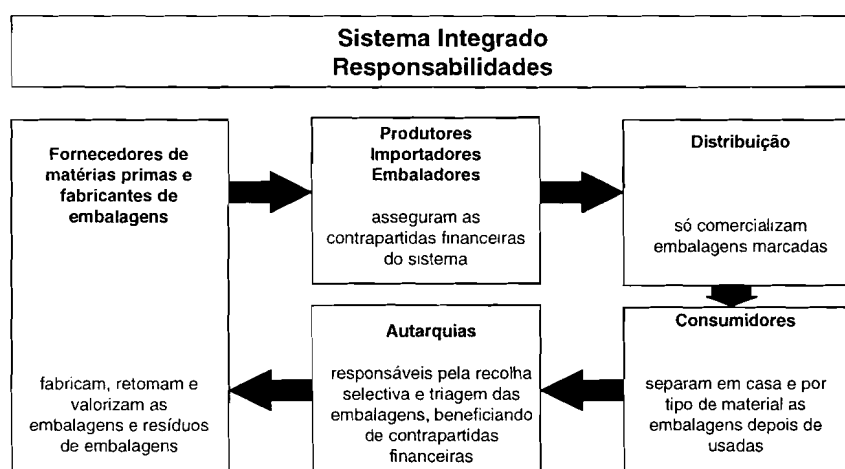 Sistema Integrado
Responsabilidades
Fornecedores de
matérias primas e
fabricantes de
embalagens
fabricam, retomam e
valorizam as
embalagens e resíduos
de embalagens
Produtores
Importadores
Embaladores
asseguram as
contrapartidas financeiras
do sistema
Distribuição
só comercializam
embalagens marcadas
Consumidores
separam em casa e por
tipo de material as
embalagens depois de
usadas
Autarquias
responsáveis pela recolha
selectiva e triagem das
embalagens, beneficiando
de contrapartidas
financeiras